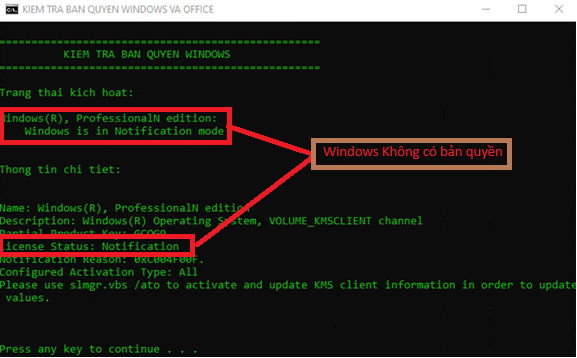 KIEM TRA BAN QUYEN WINDOWS VA OFFICE
==================================================
KIEM TRA BAN QUYEN WINDOWS
==================================================
Trang thai kich hoat:
Windows(R), ProfessionalN edition:
Windows is in Notification mode
Windows Không có bản quyền
Thong tin chi tiet:
Name: Windows(R), ProfessionalN edition
Description: Windows(R) Operating System, VOLUME_KMSCLIENT channel
Partial Product Key:
License Status: Notification
Notification Reason: 0xC004F00F.
Configured Activation Type: All
Please use slmgr.vbs /ato to activate and update KMS client information in order to update
values.
Press any key to continue . . .